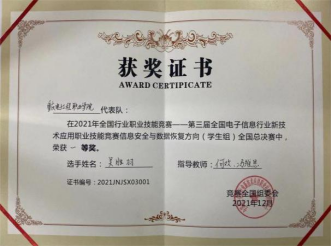 获奖证书
AWARD CERTIFICATE
代表队：
在2021年全国行业职业技能竞赛——第三届全国电子信息行业新技
术应用职业技能竞赛信息安全与数据恢复方向（学生组）全国总决赛中，
荣获 一 等奖。
选手姓名： 指导教师：
证书编号：2021JNJSX03001
竞赛全国组委会
2021年12月